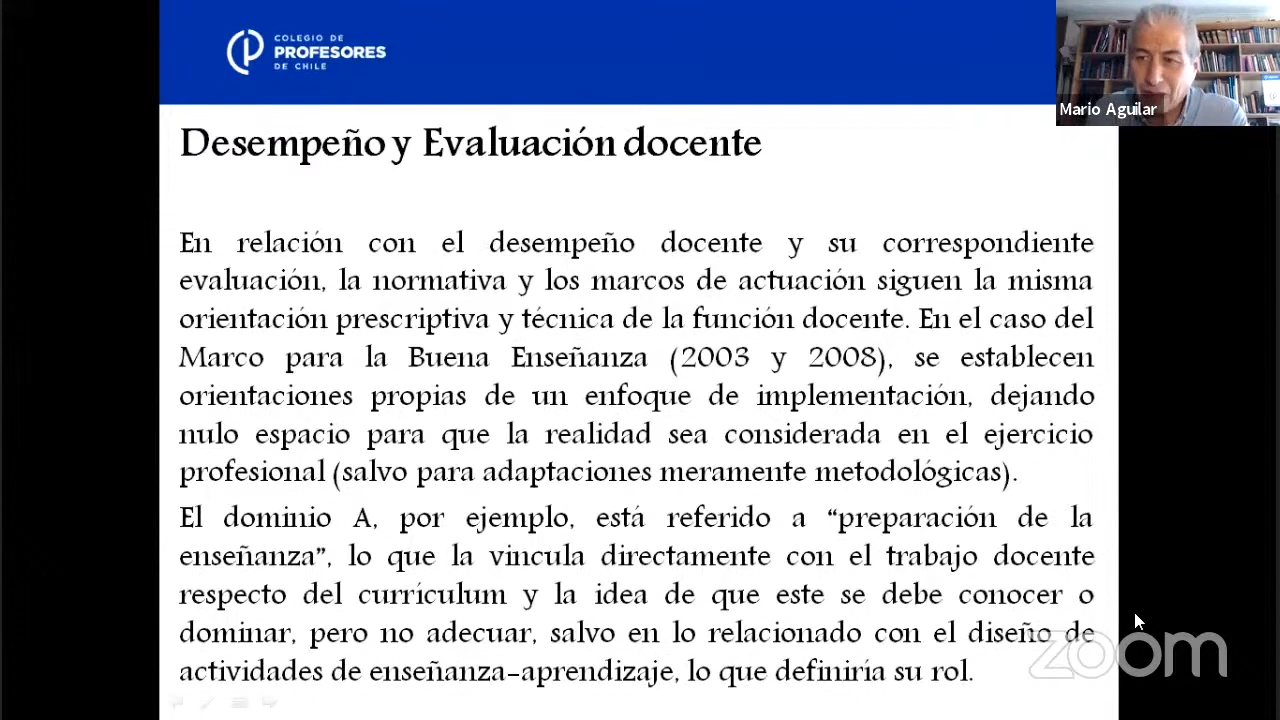 COLEGIO DE
PROFESORES
DE CHILE
Mario Aguilar
Desempeño y Evaluación docente
En relación con el desempeño docente y su correspondiente
evaluación, la normativa y los marcos de actuación siguen la misma
orientación prescriptiva y técnica de la función docente. En el caso del
Marco para la Buena Enseñanza (2003 y 2008), se establecen
orientaciones propias de un enfoque de implementación, dejando
nulo espacio para que la realidad sea considerada en el ejercicio
profesional (salvo para adaptaciones meramente metodológicas).
El dominio A, por ejemplo, está referido a “preparación de la
enseñanza”, lo que la vincula directamente con el trabajo docente
respecto del currículum y la idea de que este se debe conocer o
dominar, pero no adecuar, salvo en lo relacionado con el diseño de
actividades de enseñanza-aprendizaje, lo que definiría su rol.
zoom